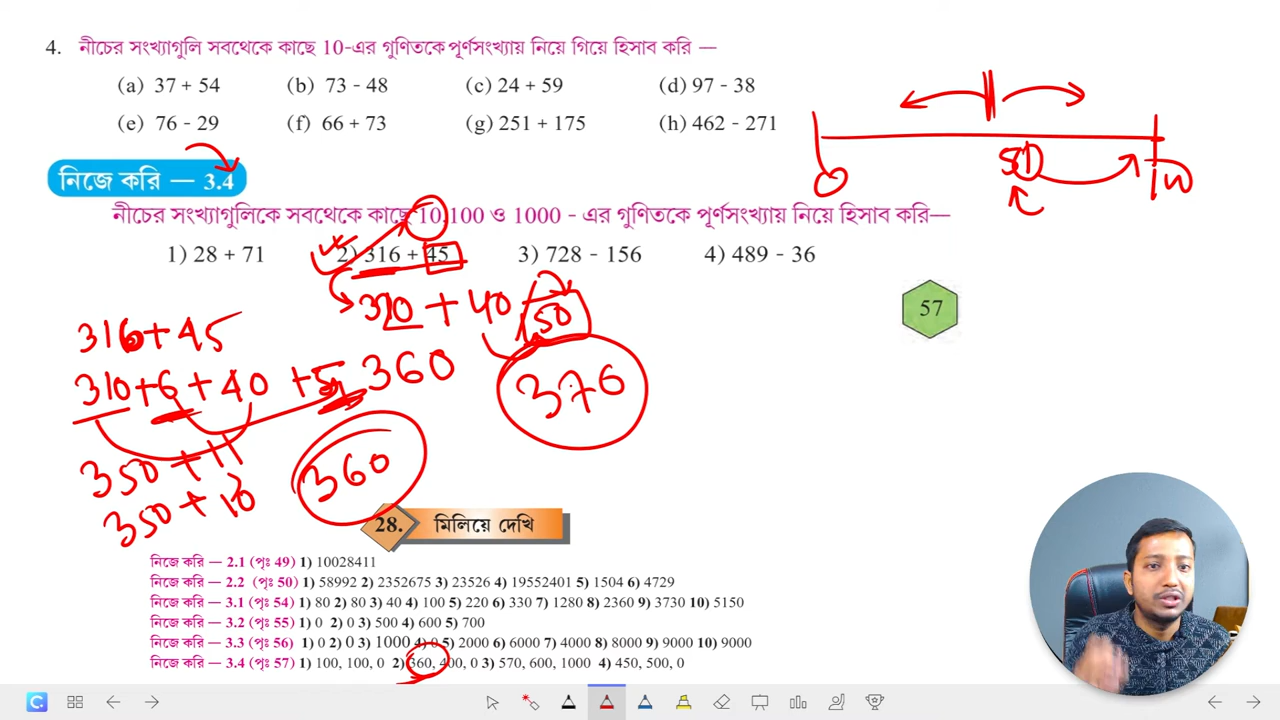 4. নীচের সংখ্যাগুলি সবথেকে কাছে 10-এর গুণিতকে পূর্ণসংখ্যায় নিয়ে গিয়ে হিসাব করি —
(a) 37 + 54 (b) 73 - 48 (c) 24 + 59 (d) 97 - 38
(e) 76 - 29 (f) 66 + 73 (g) 251 + 175 (h) 462 - 271
0 50 100
নিজে করি — 3.4
নীচের সংখ্যাগুলিকে সবথেকে কাছে 10,100 ও 1000 - এর গুণিতকে পূর্ণসংখ্যায় নিয়ে হিসাব করি—
1) 28 + 71 2) 316 + 45 3) 728 - 156 4) 489 - 36
320 + 40 50
57
316 + 45
310 + 6 + 40 + 5 360 376
350 + 11
350 + 10 360
28. মিলিয়ে দেখি
নিজে করি — 2.1 (পৃঃ 49) 1) 10028411
নিজে করি — 2.2 (পৃঃ 50) 1) 58992 2) 2352675 3) 23526 4) 19552401 5) 1504 6) 4729
নিজে করি — 3.1 (পৃঃ 54) 1) 80 2) 80 3) 40 4) 100 5) 220 6) 330 7) 1280 8) 2360 9) 3730 10) 5150
নিজে করি — 3.2 (পৃঃ 55) 1) 0 2) 0 3) 500 4) 600 5) 700
নিজে করি — 3.3 (পৃঃ 56) 1) 0 2) 0 3) 1000 4) 0 5) 2000 6) 6000 7) 4000 8) 8000 9) 9000 10) 9000
নিজে করি — 3.4 (পৃঃ 57) 1) 100, 100, 0 2) 360, 400, 0 3) 570, 600, 1000 4) 450, 500, 0